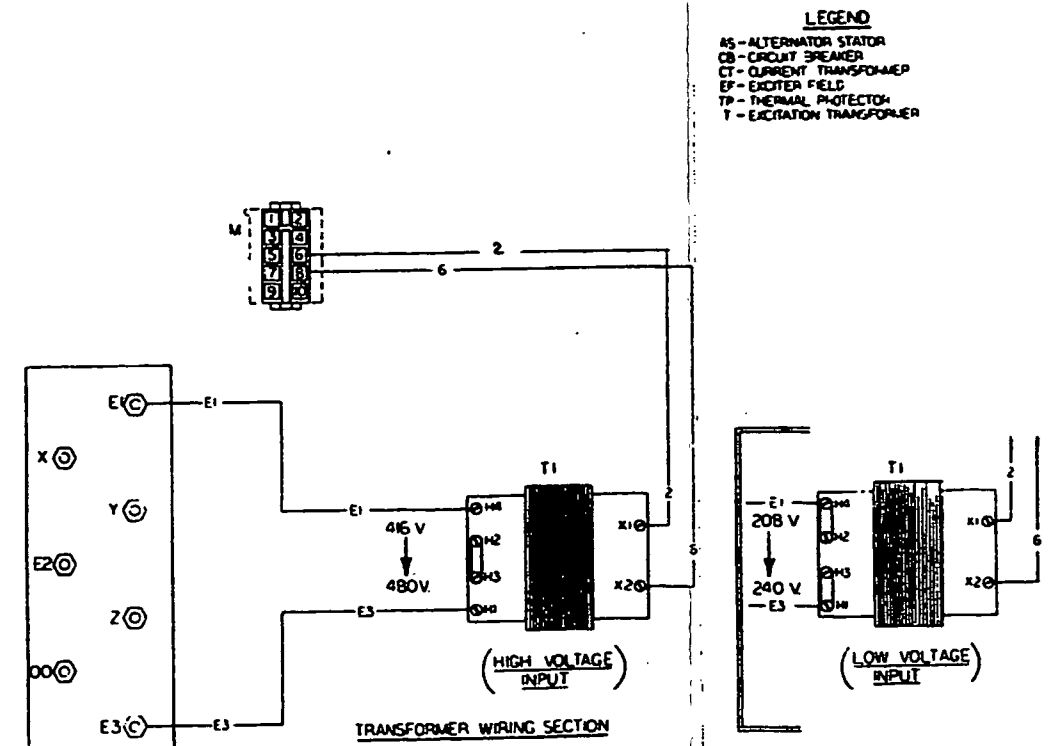 LEGEND
AS - ALTERNATOR STATOR
CB - CIRCUIT BREAKER
CT - CURRENT TRANSFORMER
EF - EXCITER FIELD
TP - THERMAL PROTECTOR
T - EXCITATION TRANSFORMER
M
1 2
3 4
5 6
7 8
9 10
2
6
E1
E1
X
Y
E2
Z
E3
E3
T1
E1
H4
416 V
H2
480V.
H3
E3
H1
X1
X2
2
6
(HIGH VOLTAGE
INPUT)
TRANSFORMER WIRING SECTION
T1
E1
H4
208 V
H2
240 V.
H3
E3
H1
X1
X2
2
6
(LOW VOLTAGE
INPUT)